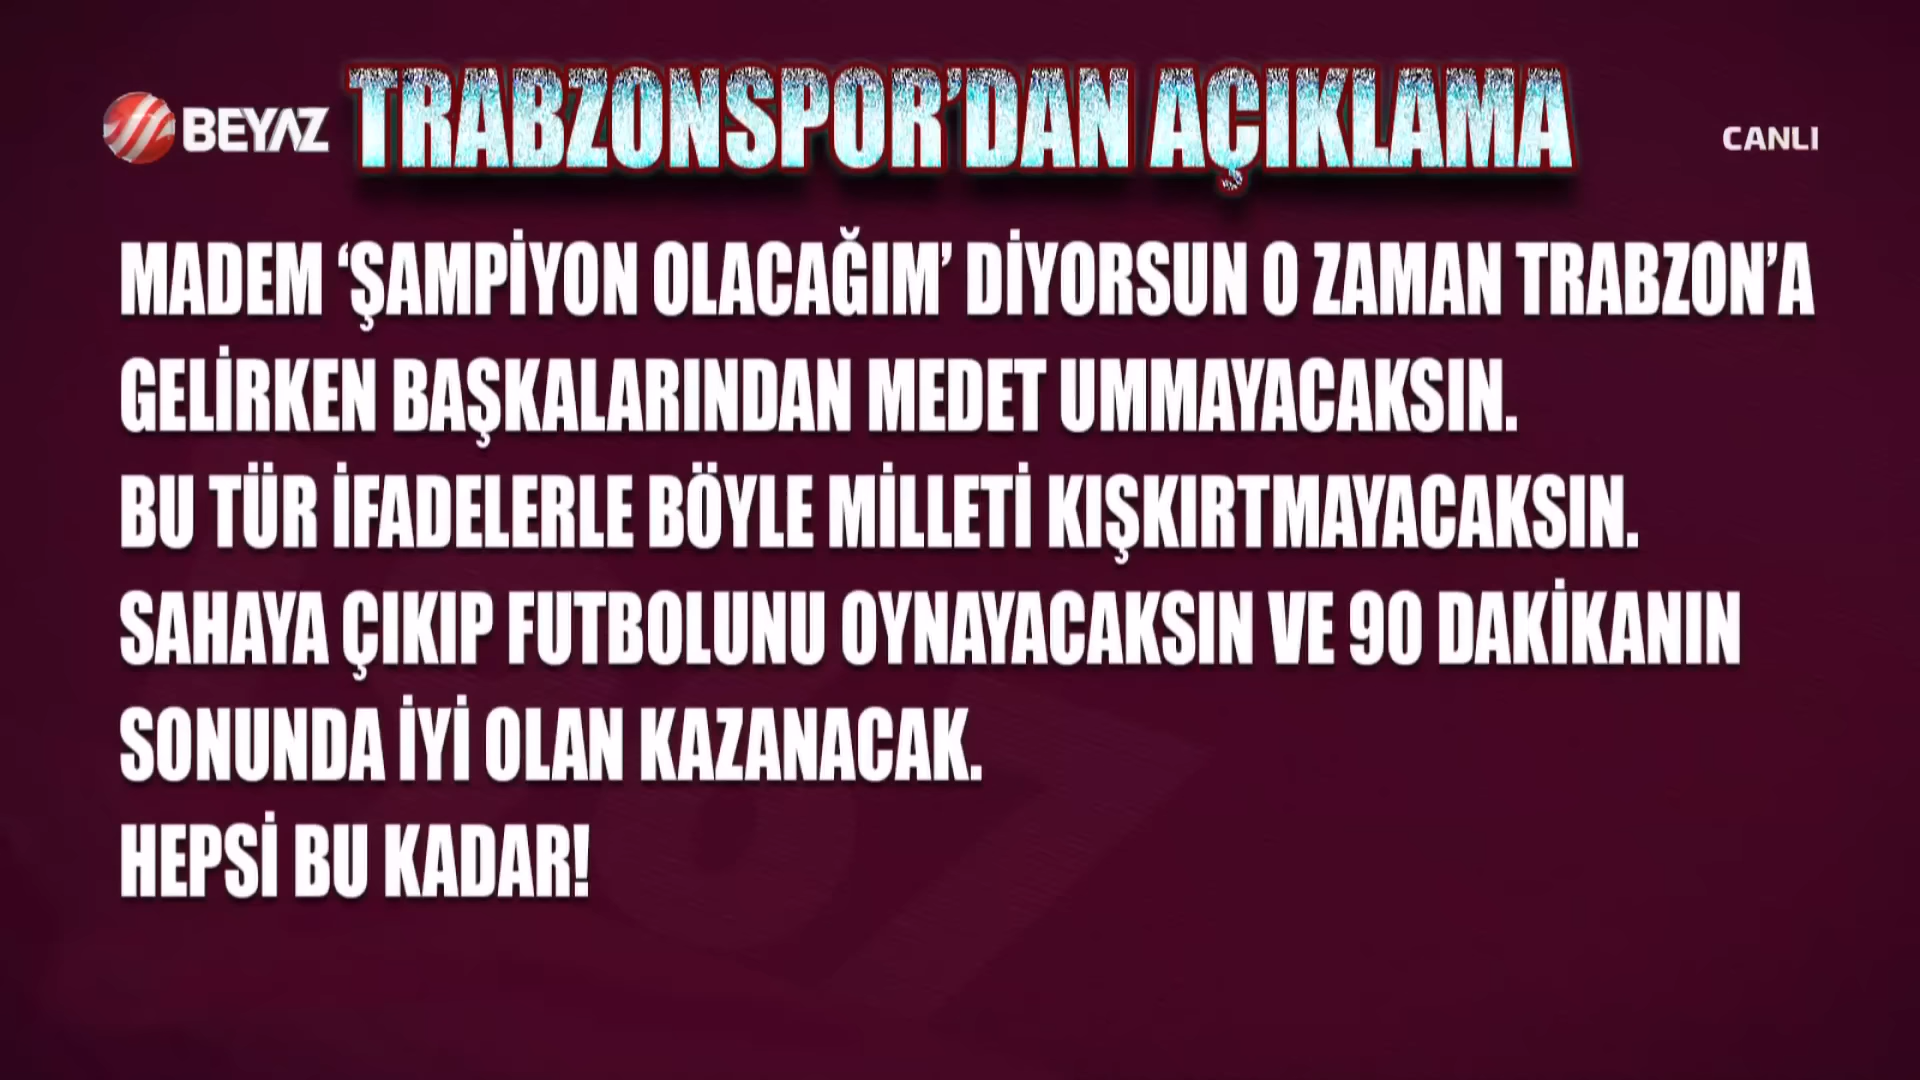 BEYAZ
TRABZONSPOR'DAN AÇIKLAMA
CANLI
MADEM ‘ŞAMPİYON OLACAĞIM’ DİYORSUN O ZAMAN TRABZON’A
GELİRKEN BAŞKALARINDAN MEDET UMMAYACAKSIN.
BU TÜR İFADELERLE BÖYLE MİLLETİ KIŞKIRTMAYACAKSIN.
SAHAYA ÇIKIP FUTBOLUNU OYNAYACAKSIN VE 90 DAKİKANIN
SONUNDA İYİ OLAN KAZANACAK.
HEPSİ BU KADAR!